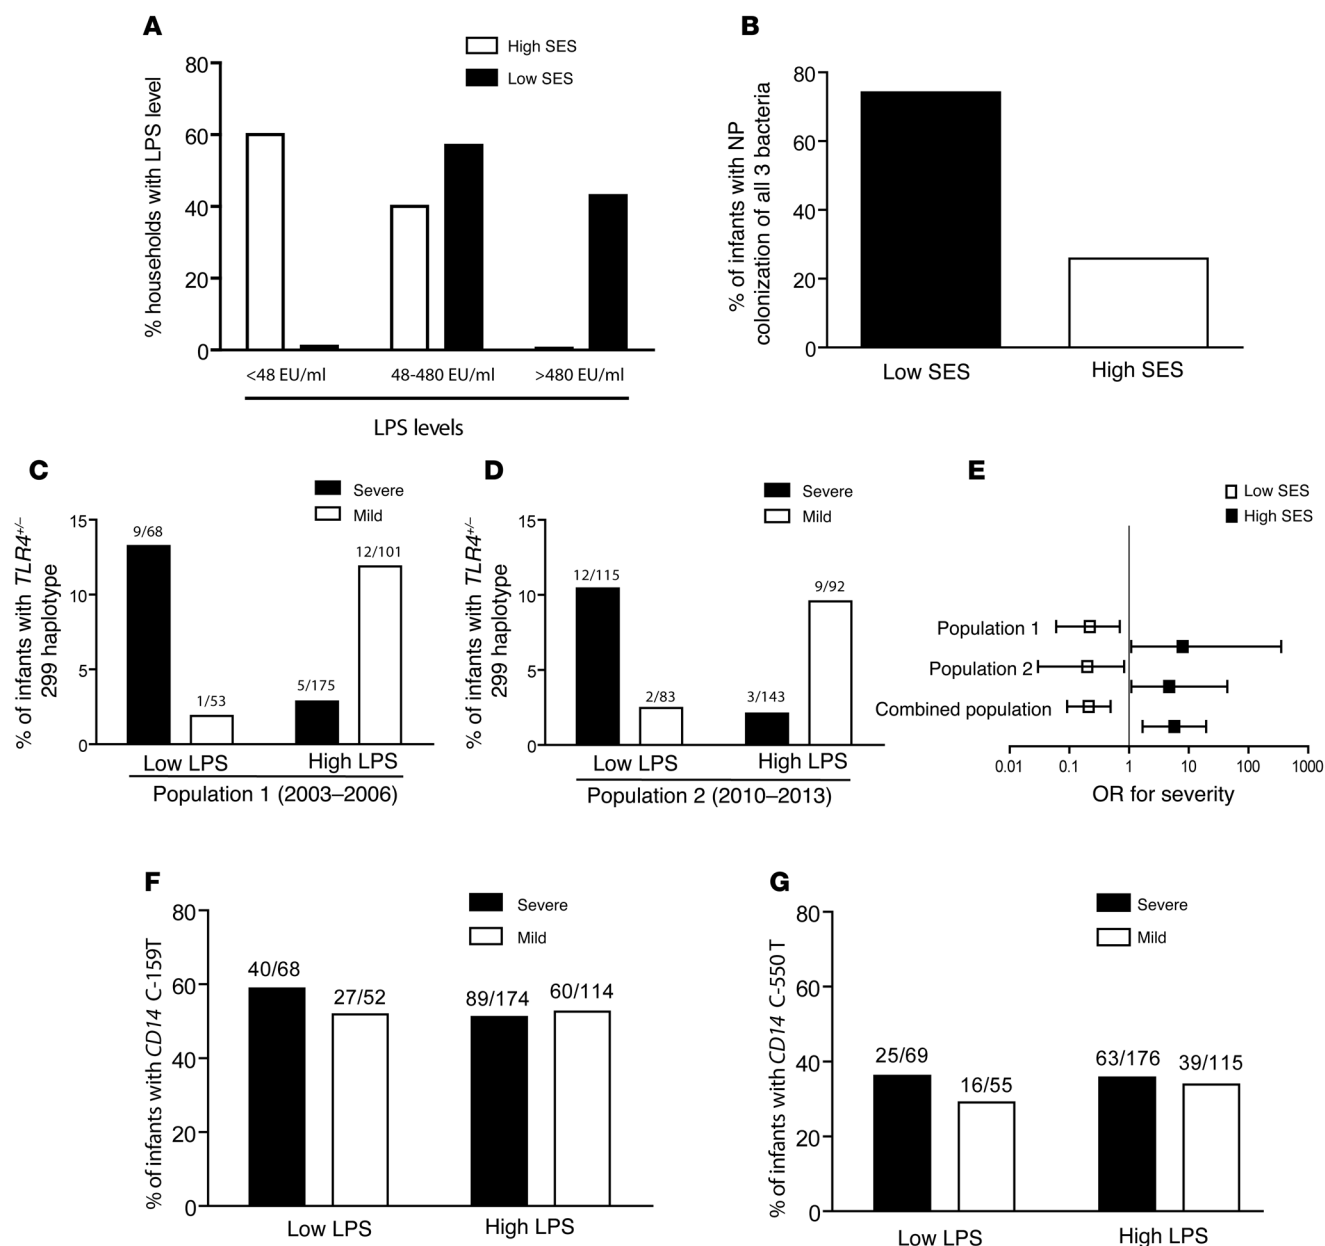 A
High SES
Low SES
% households with LPS level
80
60
40
20
0
<48 EU/ml
48-480 EU/ml
>480 EU/ml
LPS levels
B
% of infants with NP
colonization of all 3 bacteria
80
60
40
20
0
Low SES
High SES
C
Severe
Mild
% of infants with TLR4+/–
299 haplotype
15
10
5
0
9/68
1/53
5/175
12/101
Low LPS
High LPS
Population 1 (2003–2006)
D
Severe
Mild
% of infants with TLR4+/–
299 haplotype
15
10
5
0
12/115
2/83
3/143
9/92
Low LPS
High LPS
Population 2 (2010–2013)
E
Low SES
High SES
Population 1
Population 2
Combined population
0.01
0.1
1
10
100
1000
OR for severity
F
Severe
Mild
% of infants with CD14 C-159T
80
60
40
20
0
40/68
27/52
89/174
60/114
Low LPS
High LPS
G
Severe
Mild
% of infants with CD14 C-550 T
80
60
40
20
0
25/69
16/55
63/176
39/115
Low LPS
High LPS